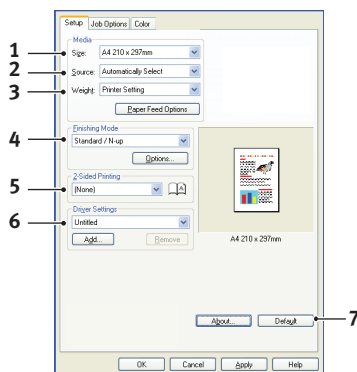 Setup Job Options Color
Media
1 Size: A4 210 x 297mm
2 Source: Automatically Select
3 Weight: Printer Setting
Paper Feed Options
Finishing Mode
4 Standard / N-up
Options...
2-Sided Printing
5 (None) A
Driver Settings
6 Untitled
Add... Remove
A4 210 x 297mm
About... Default 7
OK Cancel Apply Help